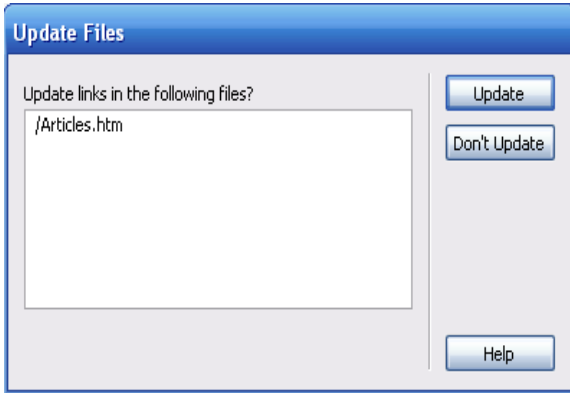 Update Files
Update links in the following files?
/Articles.htm
Update
Don't Update
Help